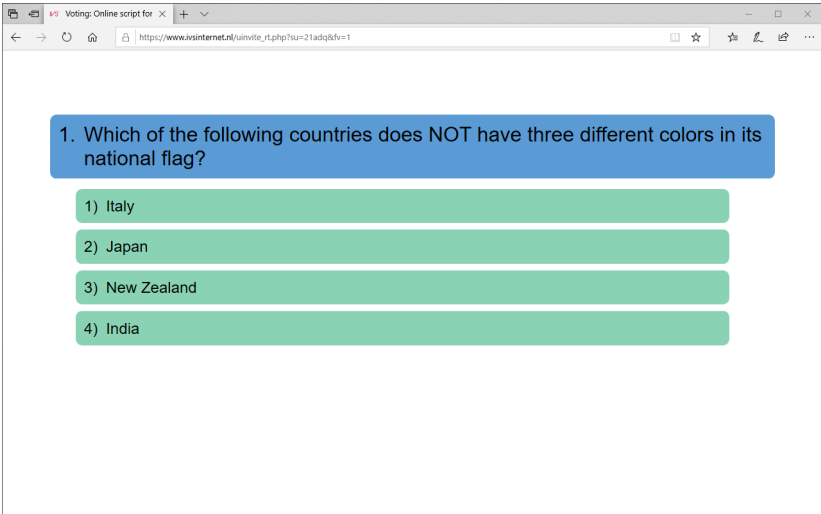 VS Voting: Online script for
https://www.ivsinternet.nl/uinvite_rt.php?su=21adq&fv=1
1. Which of the following countries does NOT have three different colors in its
national flag?
1) Italy
2) Japan
3) New Zealand
4) India